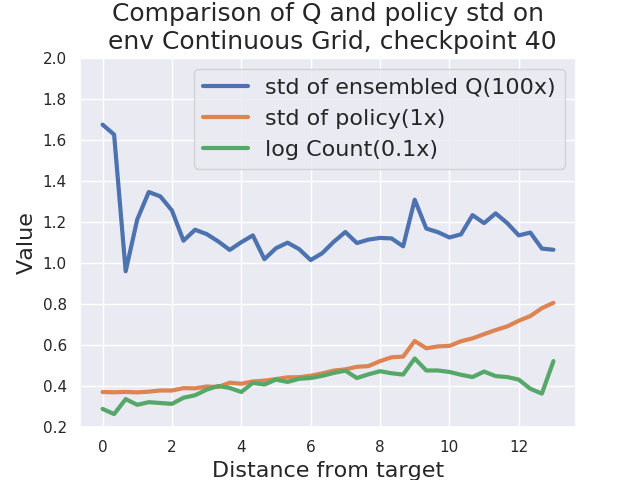 Comparison of Q and policy std on
env Continuous Grid, checkpoint 40
std of ensembled Q(100x)
std of policy(1x)
log Count(0.1x)
Value
2.0
1.8
1.6
1.4
1.2
1.0
0.8
0.6
0.4
0.2
0 2 4 6 8 10 12
Distance from target